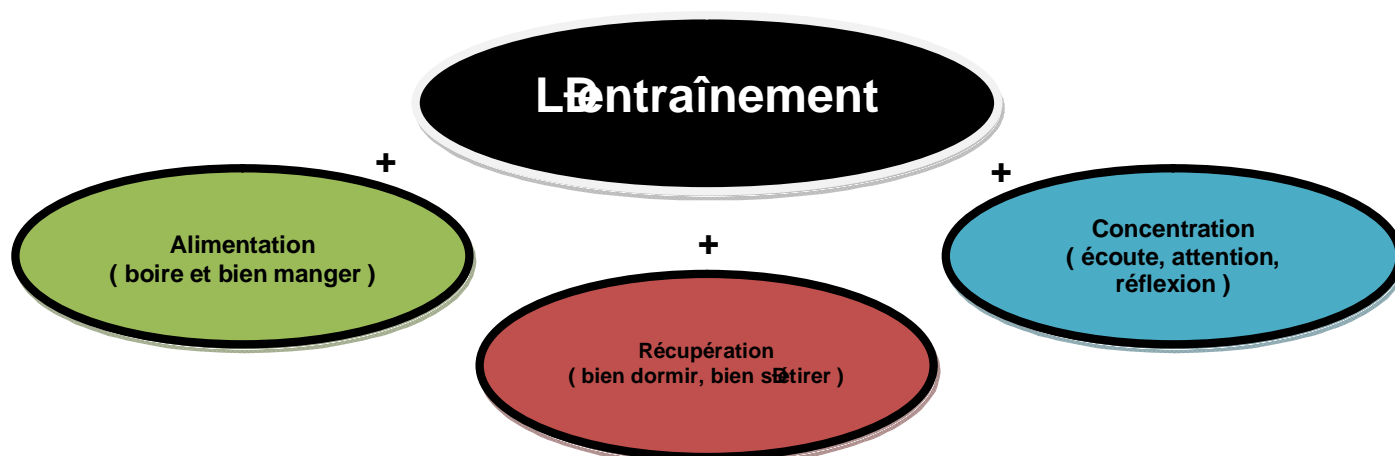 L'entraînement
+
+
+
Alimentation
( boire et bien manger )
Concentration
( écoute, attention,
réflexion )
Récupération
( bien dormir, bien s'étirer )